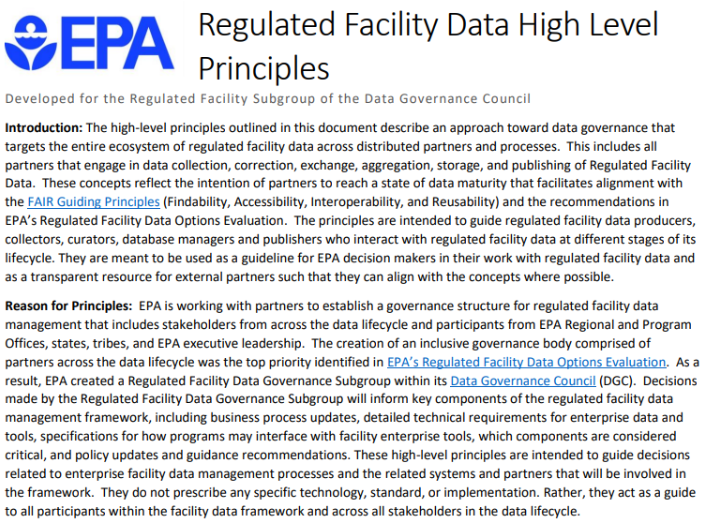 EPA
Regulated Facility Data High Level
Principles
Developed for the Regulated Facility Subgroup of the Data Governance Council
Introduction: The high-level principles outlined in this document describe an approach toward data governance that
targets the entire ecosystem of regulated facility data across distributed partners and processes.  This includes all
partners that engage in data collection, correction, exchange, aggregation, storage, and publishing of Regulated Facility
Data.  These concepts reflect the intention of partners to reach a state of data maturity that facilitates alignment with
the FAIR Guiding Principles (Findability, Accessibility, Interoperability, and Reusability) and the recommendations in
EPA's Regulated Facility Data Options Evaluation.  The principles are intended to guide regulated facility data producers,
collectors, curators, database managers and publishers who interact with regulated facility data at different stages of its
lifecycle. They are meant to be used as a guideline for EPA decision makers in their work with regulated facility data and
as a transparent resource for external partners such that they can align with the concepts where possible.
Reason for Principles:  EPA is working with partners to establish a governance structure for regulated facility data
management that includes stakeholders from across the data lifecycle and participants from EPA Regional and Program
Offices, states, tribes, and EPA executive leadership.  The creation of an inclusive governance body comprised of
partners across the data lifecycle was the top priority identified in EPA's Regulated Facility Data Options Evaluation.  As a
result, EPA created a Regulated Facility Data Governance Subgroup within its Data Governance Council (DGC).  Decisions
made by the Regulated Facility Data Governance Subgroup will inform key components of the regulated facility data
management framework, including business process updates, detailed technical requirements for enterprise data and
tools, specifications for how programs may interface with facility enterprise tools, which components are considered
critical, and policy updates and guidance recommendations. These high-level principles are intended to guide decisions
related to enterprise facility data management processes and the related systems and partners that will be involved in
the framework.  They do not prescribe any specific technology, standard, or implementation. Rather, they act as a guide
to all participants within the facility data framework and across all stakeholders in the data lifecycle.